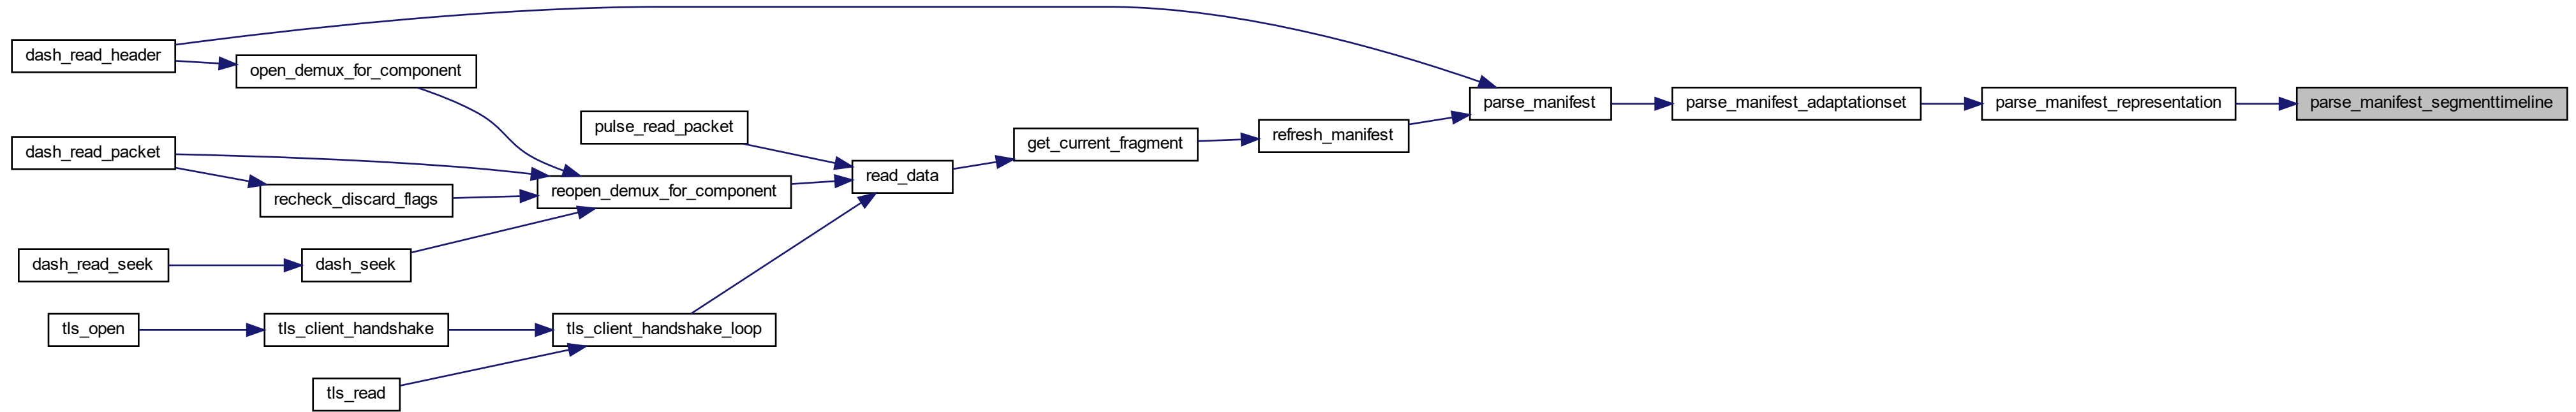 dash_read_header
open_demux_for_component
parse_manifest
parse_manifest_adaptationset
parse_manifest_representation
parse_manifest_segmenttimeline
pulse_read_packet
refresh_manifest
get_current_fragment
dash_read_packet
read_data
recheck_discard_flags
reopen_demux_for_component
dash_read_seek
dash_seek
tls_open
tls_client_handshake
tls_client_handshake_loop
tls_read